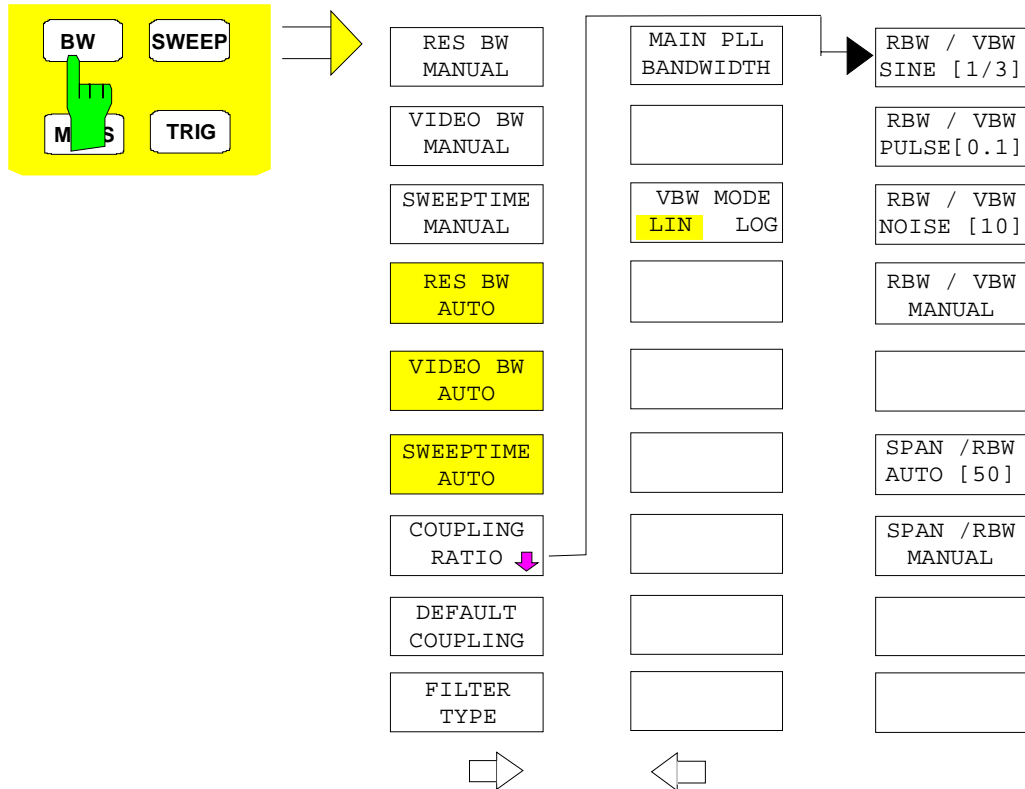 BW
SWEEP
TRIG
RES BW
MANUAL
VIDEO BW
MANUAL
SWEEPTIME
MANUAL
RES BW
AUTO
VIDEO BW
AUTO
SWEEPTIME
AUTO
COUPLING
RATIO
DEFAULT
COUPLING
FILTER
TYPE
MAIN PLL
BANDWIDTH
VBW MODE
LIN LOG
RBW / VBW
SINE [1/3]
RBW / VBW
PULSE[0.1]
RBW / VBW
NOISE [10]
RBW / VBW
MANUAL
SPAN /RBW
AUTO [50]
SPAN /RBW
MANUAL